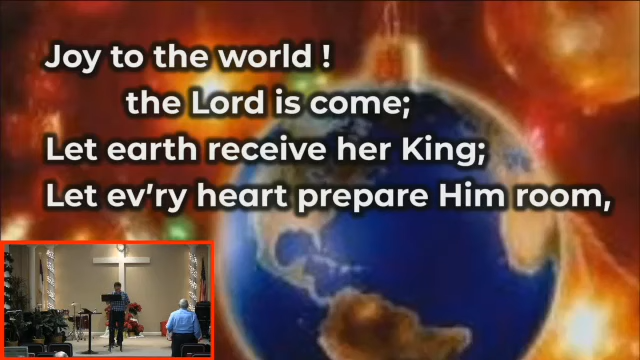 Joy to the world !
the Lord is come;
Let earth receive her King;
Let ev’ry heart prepare Him room,